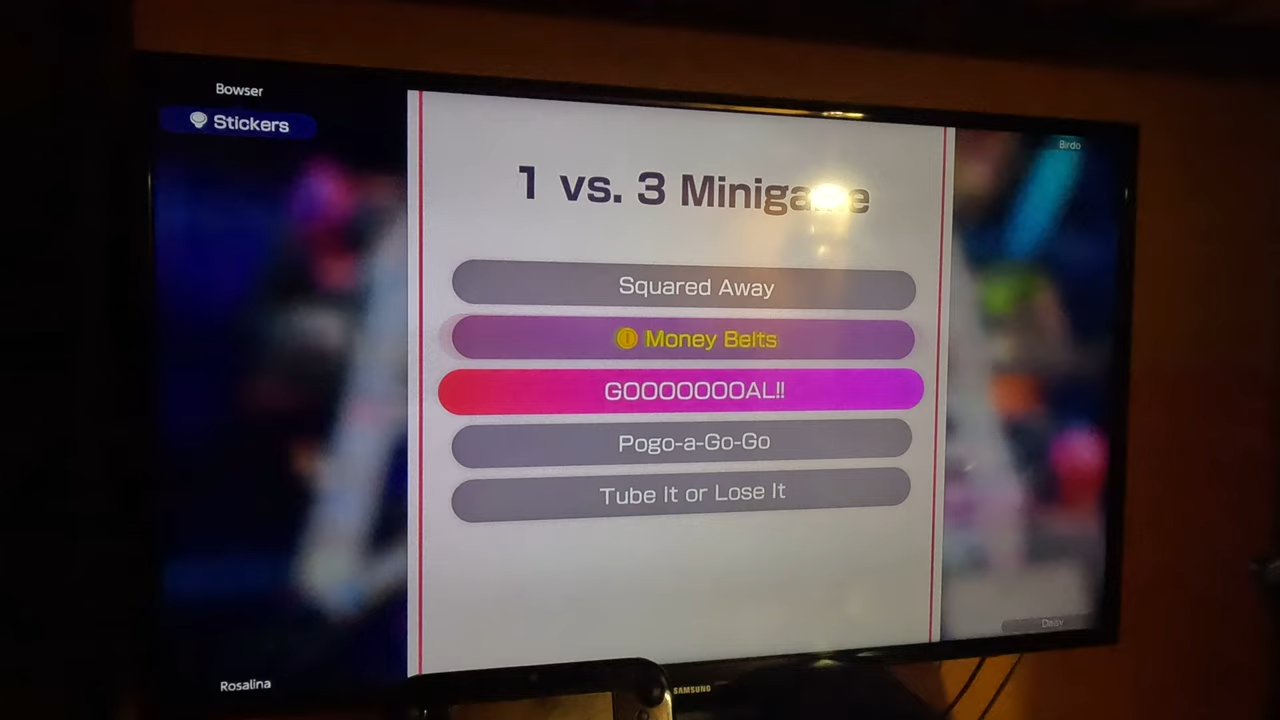 Bowser
Stickers
Birdo
1 vs. 3 Minigame
Squared Away
Money Belts
GOOOOOOOAL!!
Pogo-a-Go-Go
Tube It or Lose It
Daisy
Rosalina
SAMSUNG